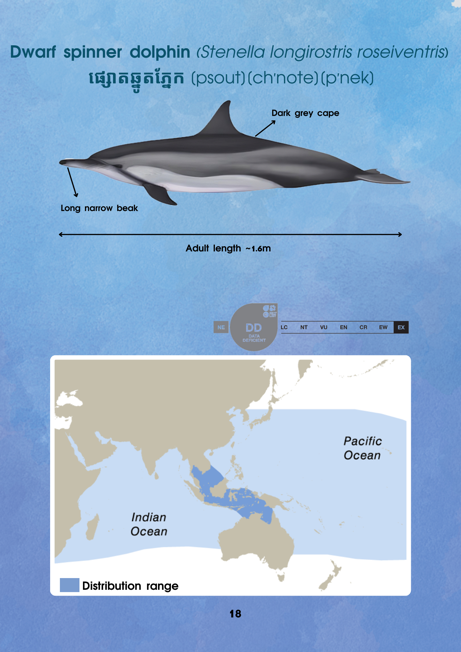 Dwarf spinner dolphin (Stenella longirostris roseiventris)
ផ្សោតឆ្នូតភ្នែក (psout)(ch'note)(p'nek)
Dark grey cape
Long narrow beak
Adult length ~1.6m
NE DD LC NT VU EN CR EW EX
DATA
DEFICIENT
Pacific
Ocean
Indian
Ocean
Distribution range
18